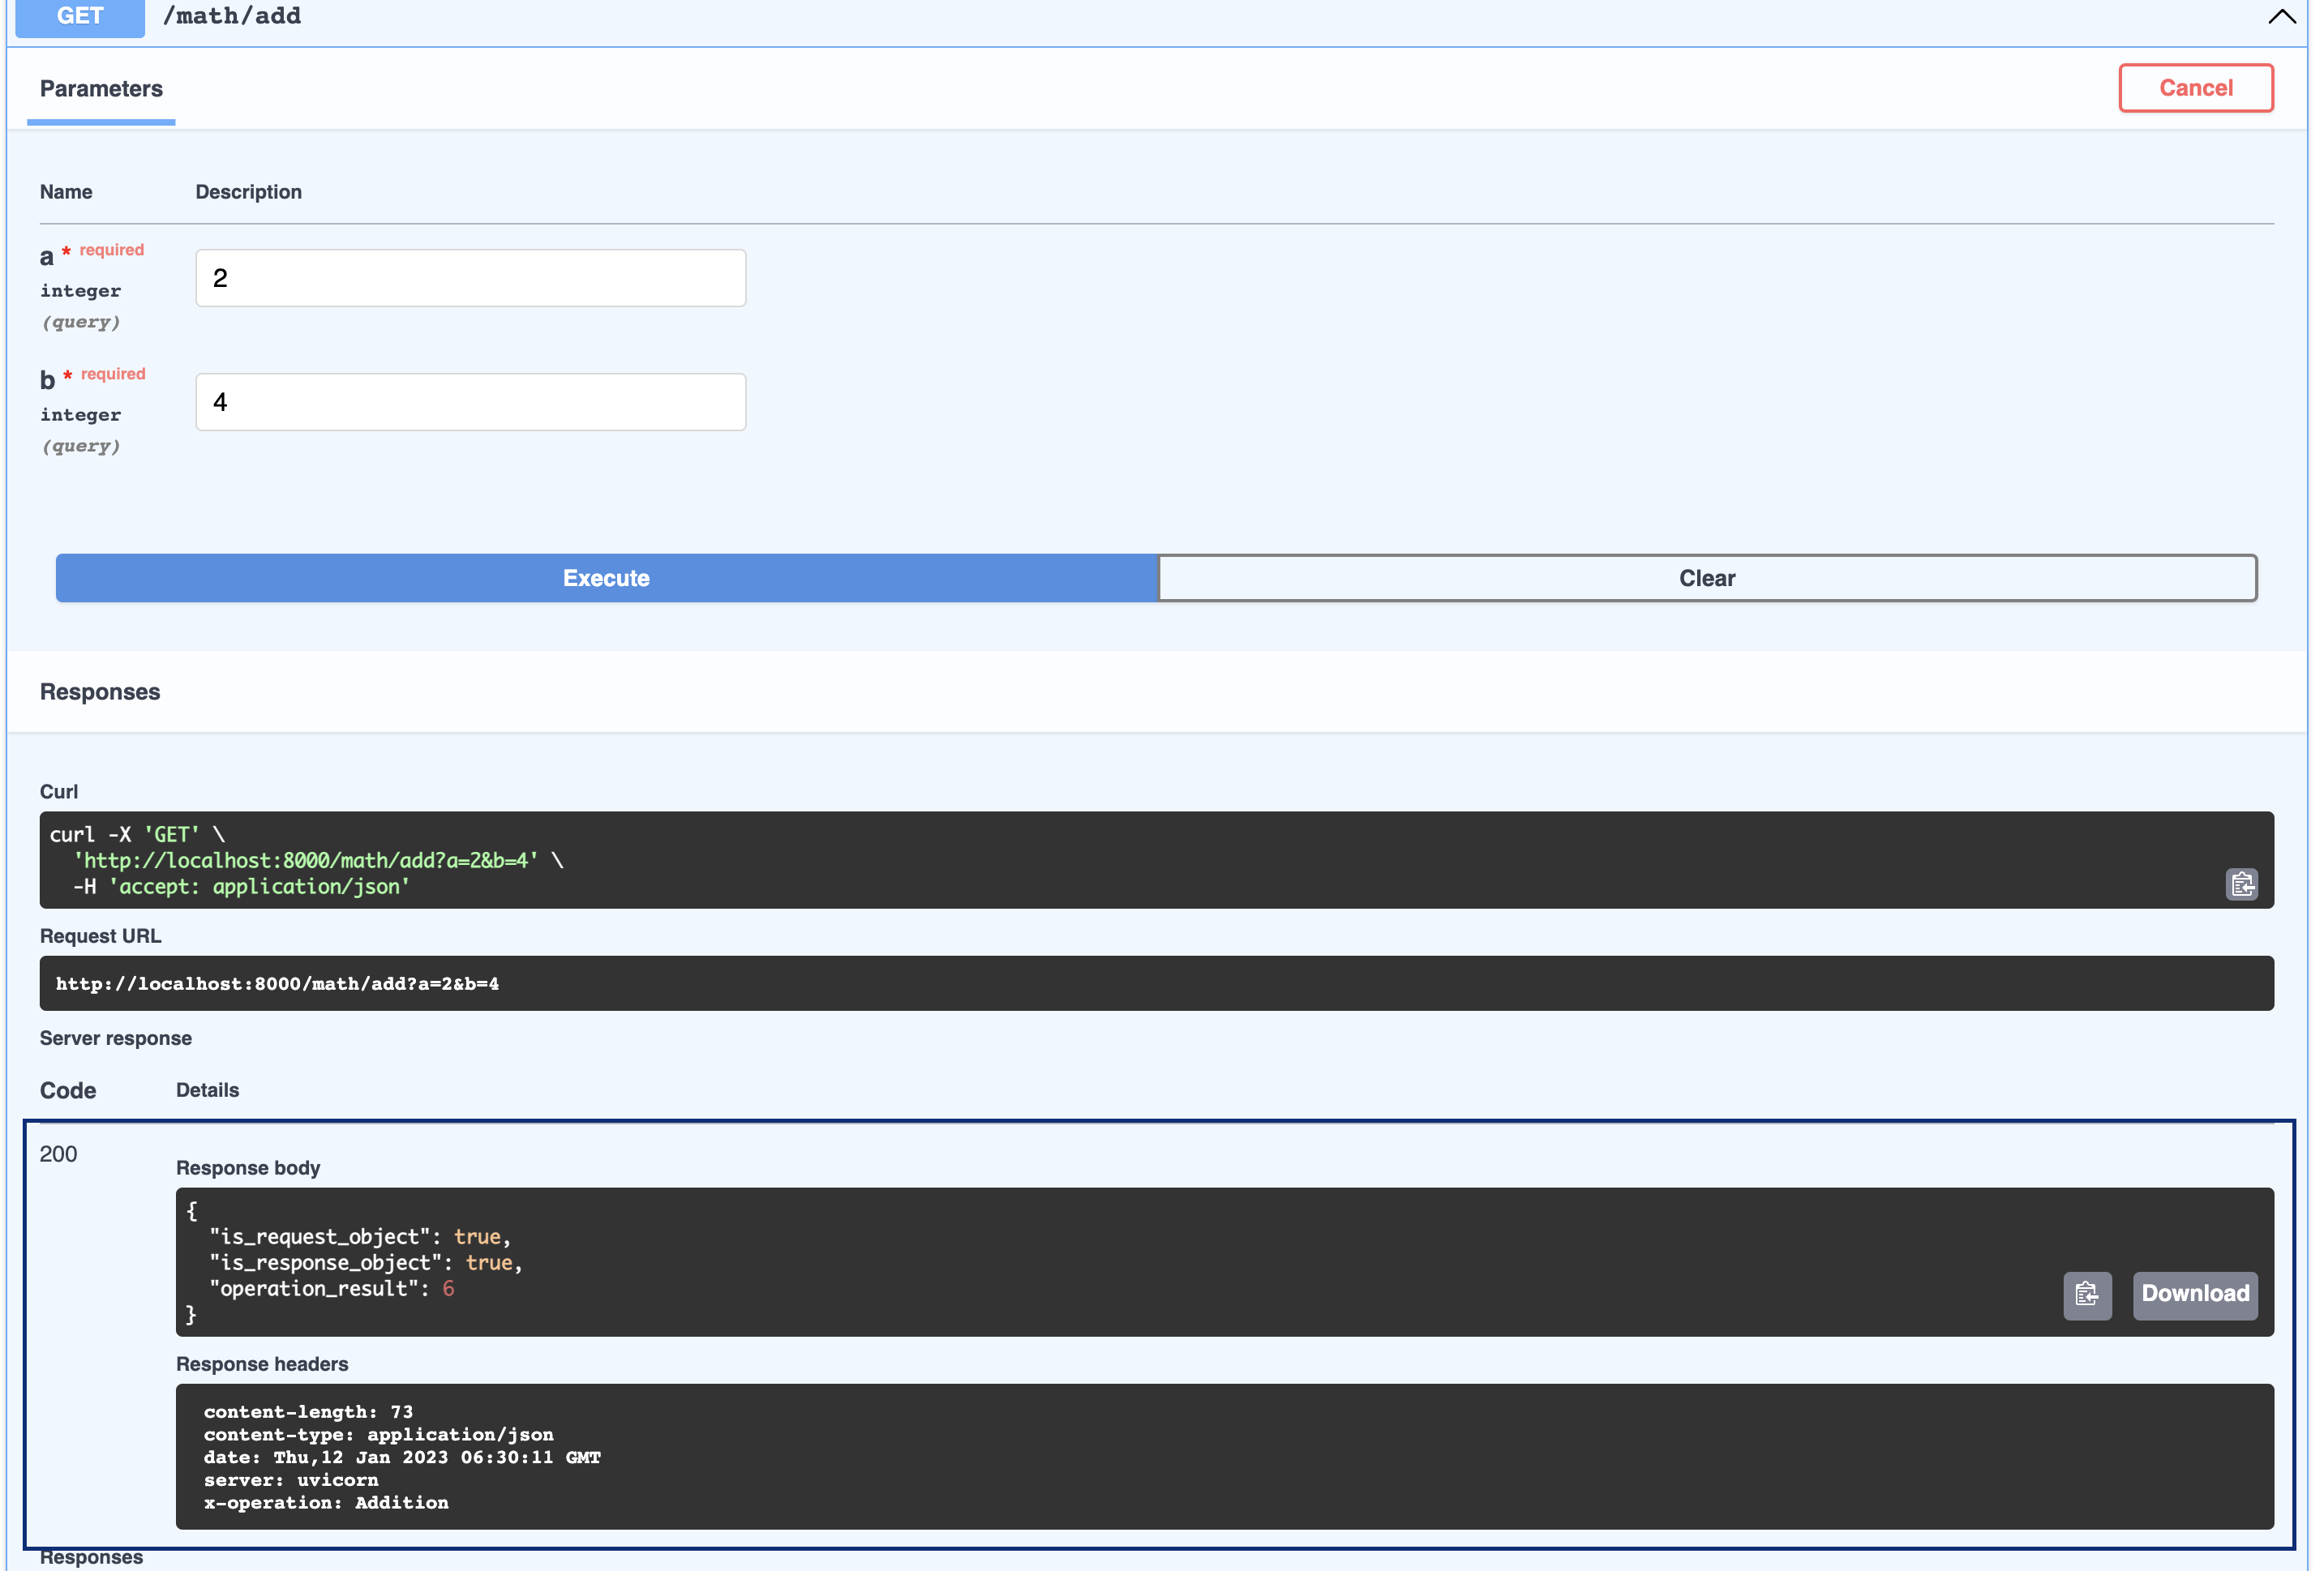 GET /math/add
Parameters
Cancel
Name Description
a * required
integer
(query)
2
b * required
integer
(query)
4
Execute Clear
Responses
Curl
curl -X 'GET' \
'http://localhost:8000/math/add?a=2&b=4' \
-H 'accept: application/json'
Request URL
http://localhost:8000/math/add?a=2&b=4
Server response
Code Details
200
Response body
{
"is_request_object": true,
"is_response_object": true,
"operation_result": 6
}
Download
Response headers
content-length: 73
content-type: application/json
date: Thu,12 Jan 2023 06:30:11 GMT
server: uvicorn
x-operation: Addition
Responses